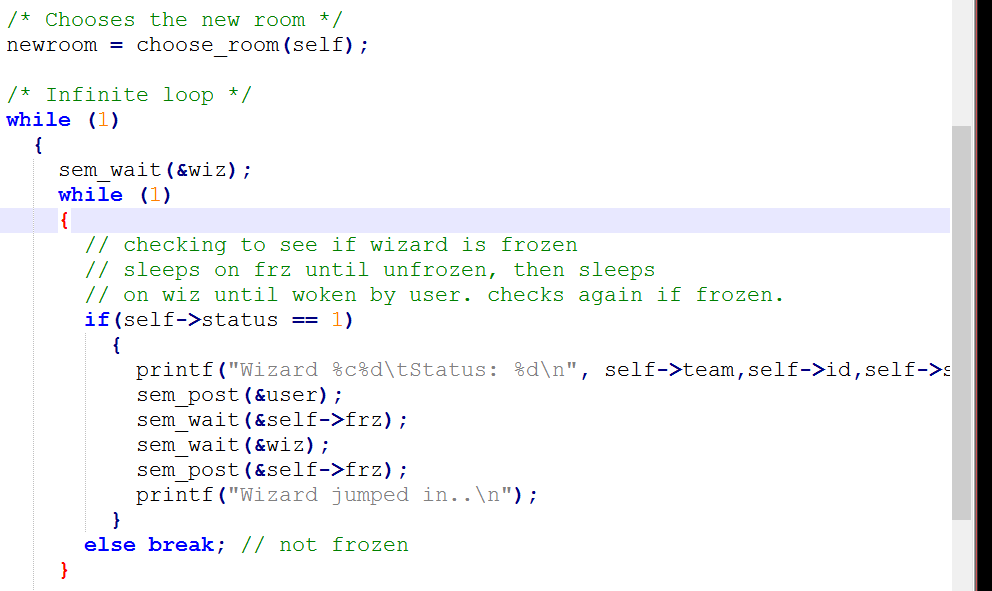 /* Chooses the new room */
newroom = choose_room(self);
/* Infinite loop */
while (1)
{
sem_wait(&wiz);
while (1)
{
// checking to see if wizard is frozen
// sleeps on frz until unfrozen, then sleeps
// on wiz until woken by user. checks again if frozen.
if(self->status == 1)
{
printf("Wizard %c%d\tStatus: %d\n", self->team,self->id,self->s
sem_post(&user);
sem_wait(&self->frz);
sem_wait(&wiz);
sem_post(&self->frz);
printf("Wizard jumped in..\n");
}
else break; // not frozen
}